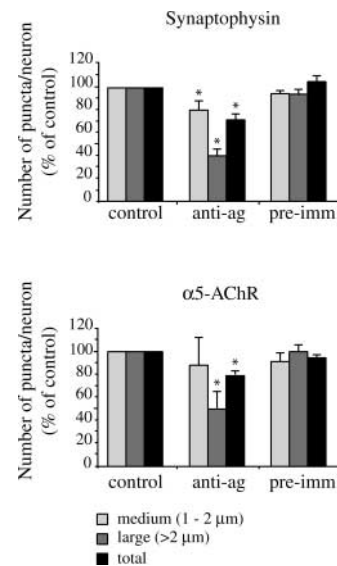 Synaptophysin
Number of puncta/neuron
(% of control)
120
100
80
60
40
20
0
*
*
*
control
anti-ag
pre-imm
α5-AChR
Number of puncta/neuron
(% of control)
120
100
80
60
40
20
0
*
*
control
anti-ag
pre-imm
medium (1 - 2 μm)
large (>2 μm)
total